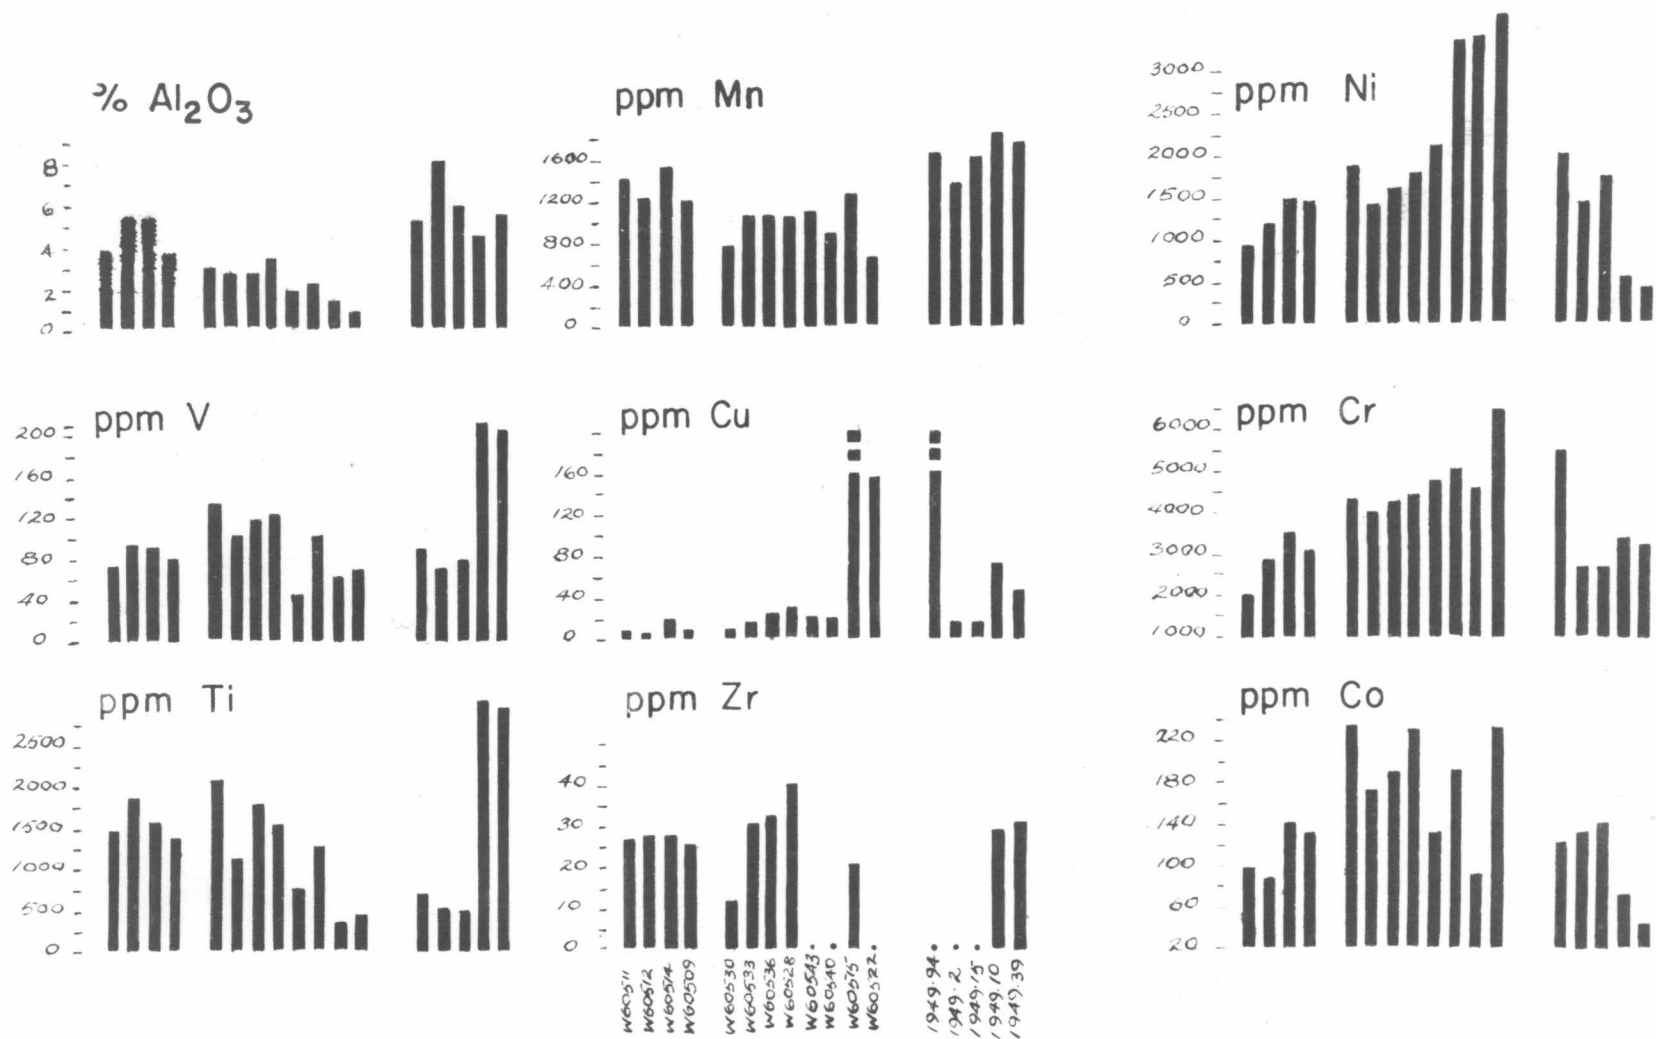 % Al2O3
8
6
4
2
0
ppm Mn
1600
1200
800
400
0
ppm Ni
3000
2500
2000
1500
1000
500
0
ppm V
200
160
120
80
40
0
ppm Cu
160
120
80
40
0
ppm Cr
6000
5000
4000
3000
2000
1000
ppm Ti
2500
2000
1500
1000
500
0
ppm Zr
40
30
20
10
0
W60511
W60512
W60514
W60509
W60530
W60533
W60536
W60528
W60543
W60540
W60515
W60522
1949.94
1949.2
1949.15
1949.10
1949.39
ppm Co
220
180
140
100
60
20